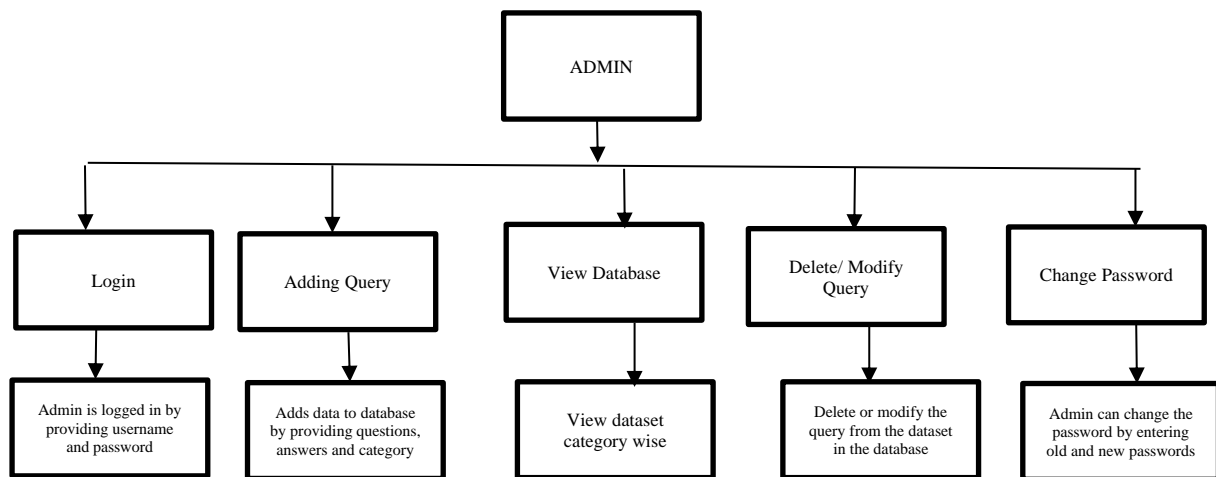 ADMIN
Login
Adding Query
View Database
Delete/ Modify
Query
Change Password
Admin is logged in by
providing username
and password
Adds data to database
by providing questions,
answers and category
View dataset
category wise
Delete or modify the
query from the dataset
in the database
Admin can change the
password by entering
old and new passwords